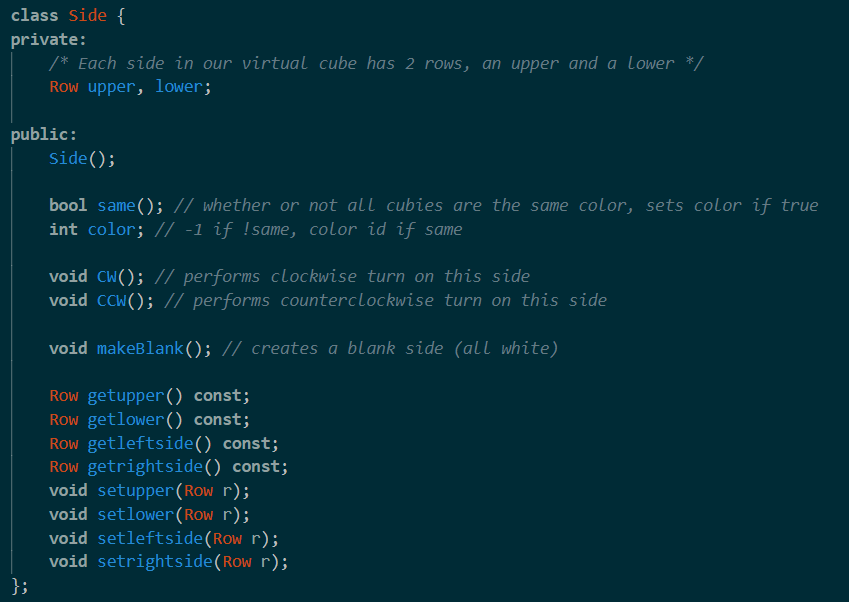 class Side {
private:
    /* Each side in our virtual cube has 2 rows, an upper and a lower */
    Row upper, lower;

public:
    Side();

    bool same(); // whether or not all cubies are the same color, sets color if true
    int color; // -1 if !same, color id if same

    void CW(); // performs clockwise turn on this side
    void CCW(); // performs counterclockwise turn on this side

    void makeBlank(); // creates a blank side (all white)

    Row getupper() const;
    Row getlower() const;
    Row getleftside() const;
    Row getrightside() const;
    void setupper(Row r);
    void setlower(Row r);
    void setleftside(Row r);
    void setrightside(Row r);
};